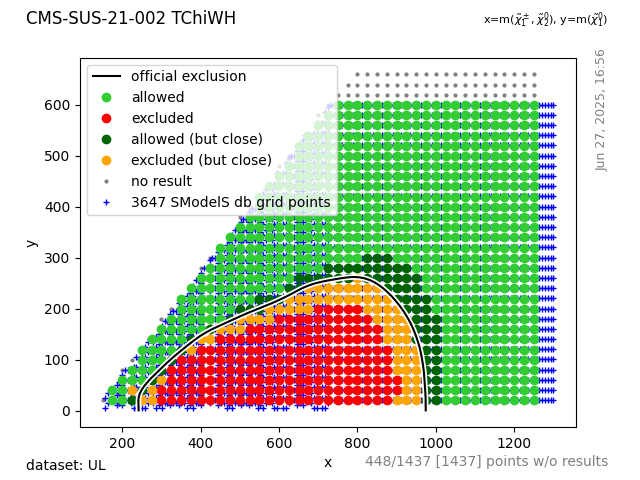 CMS-SUS-21-002 TChiWH
x=m(χ̃₁±, χ̃₂⁰), y=m(χ̃₁⁰)
official exclusion
allowed
excluded
allowed (but close)
excluded (but close)
no result
3647 SModelS db grid points
Jun 27, 2025, 16:56
y
600
500
400
300
200
100
0
200
400
600
800
1000
1200
x
dataset: UL
448/1437 [1437] points w/o results